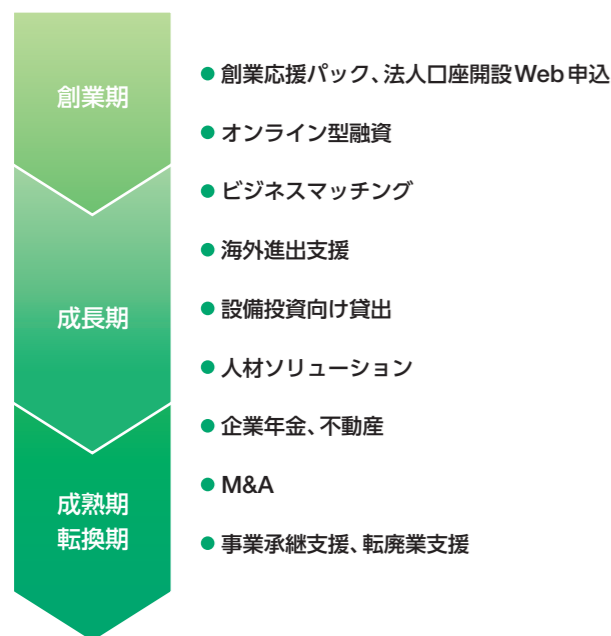 創業期
● 創業応援パック、法人口座開設Web申込
● オンライン型融資
● ビジネスマッチング
成長期
● 海外進出支援
● 設備投資向け貸出
● 人材ソリューション
成熟期
転換期
● 企業年金、不動産
● M&A
● 事業承継支援、転廃業支援